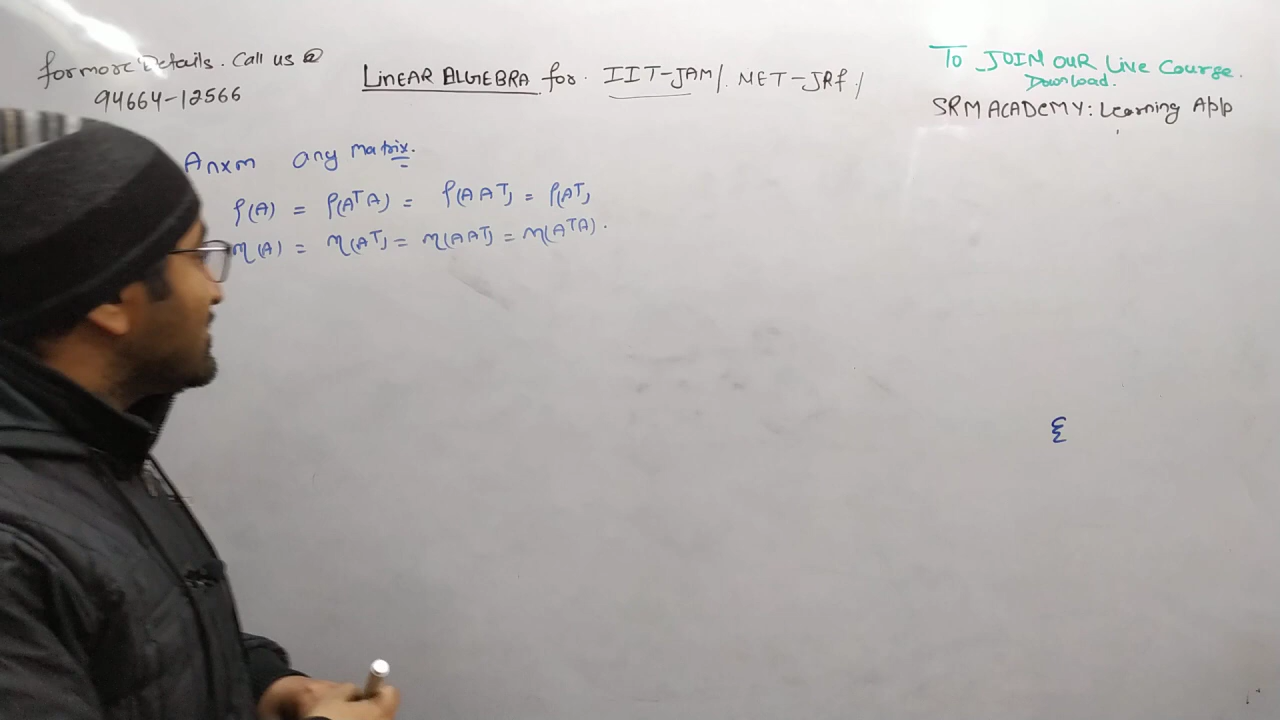 for more Details. Call us @
94664-12566
LINEAR ALGEBRA for. IIT-JAM/. NET-JRF/
To JOIN OUR Live Course.
Download.
SRM ACADEMY: Learning App
Anxm any matrix.
ρ(A) = ρ(AᵀA) = ρ(AAᵀ) = ρ(Aᵀ)
η(A) = η(Aᵀ) = η(AAᵀ) = η(AᵀA).